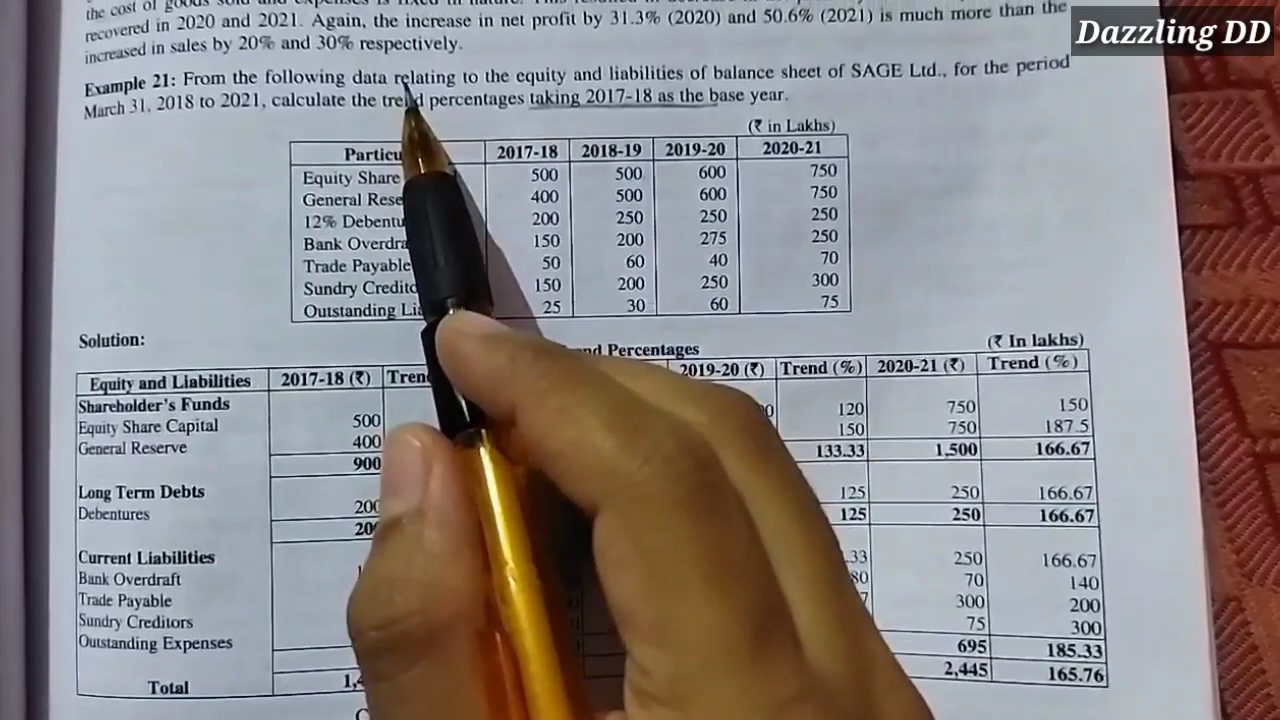 Dazzling DD
the cost of goods sold and expenses is fixed in nature. This resulted in
recovered in 2020 and 2021. Again, the increase in net profit by 31.3% (2020) and 50.6% (2021) is much more than the
increased in sales by 20% and 30% respectively.
Example 21: From the following data relating to the equity and liabilities of balance sheet of SAGE Ltd., for the period
March 31, 2018 to 2021, calculate the trend percentages taking 2017-18 as the base year.
(₹ in Lakhs)
2017-18 2018-19 2019-20 2020-21
Equity Share 500 500 600 750
General 400 500 600 750
12% 200 250 250 250
Bank 150 200 275 250
Trade Payable 50 60 40 70
Sundry 150 200 250 300
Outstanding 25 30 60 75
Solution:
Percentages
(₹ In lakhs)
Equity and Liabilities 2017-18 (₹) 2019-20 (₹) Trend (%) 2020-21 (₹) Trend (%)
Shareholder's Funds
Equity Share Capital 500 120 750 150
General Reserve 400 150 750 187.5
900 133.33 1,500 166.67
Long Term Debts
Debentures 125 250 166.67
125 250 166.67
Current Liabilities
Bank Overdraft 250 166.67
Trade Payable 70 140
Sundry Creditors 300 200
Outstanding Expenses 75 300
695 185.33
Total 2,445 165.76